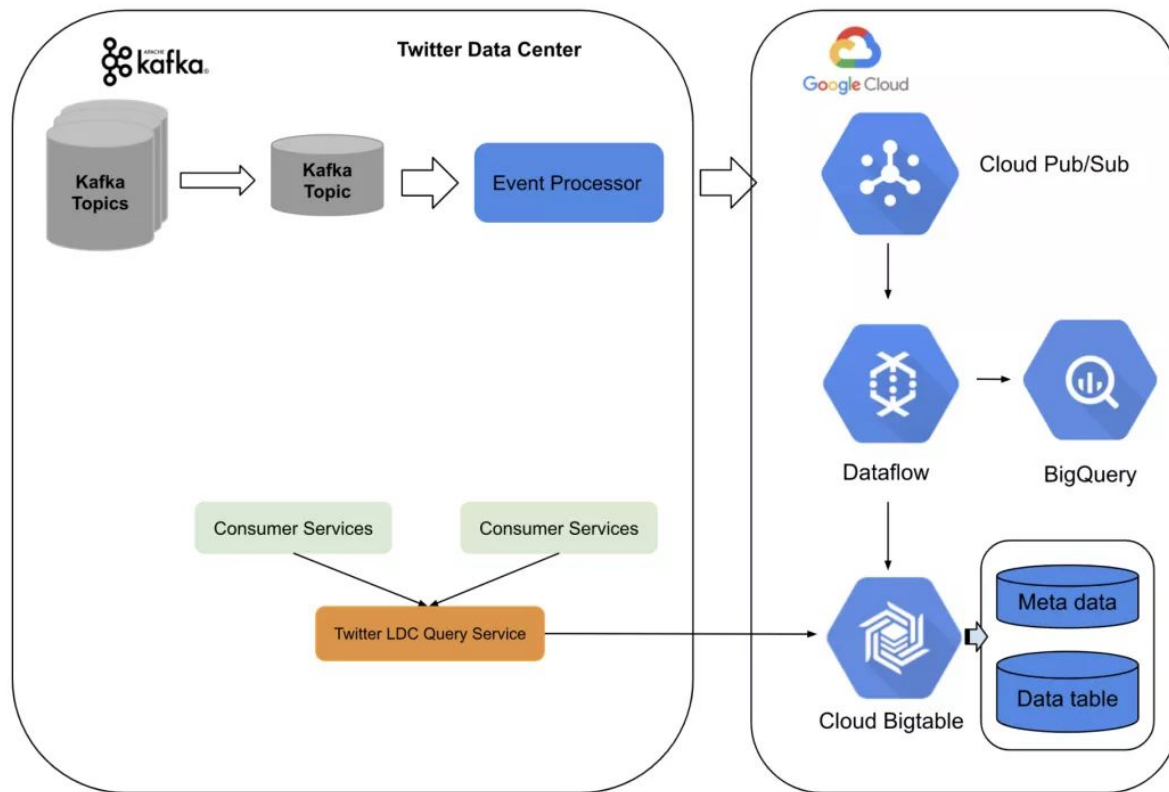 Twitter Data Center
APACHE
kafka®
Google Cloud
Kafka
Topics
Kafka
Topic
Event Processor
Cloud Pub/Sub
Dataflow
BigQuery
Consumer Services
Consumer Services
Twitter LDC Query Service
Meta data
Data table
Cloud Bigtable